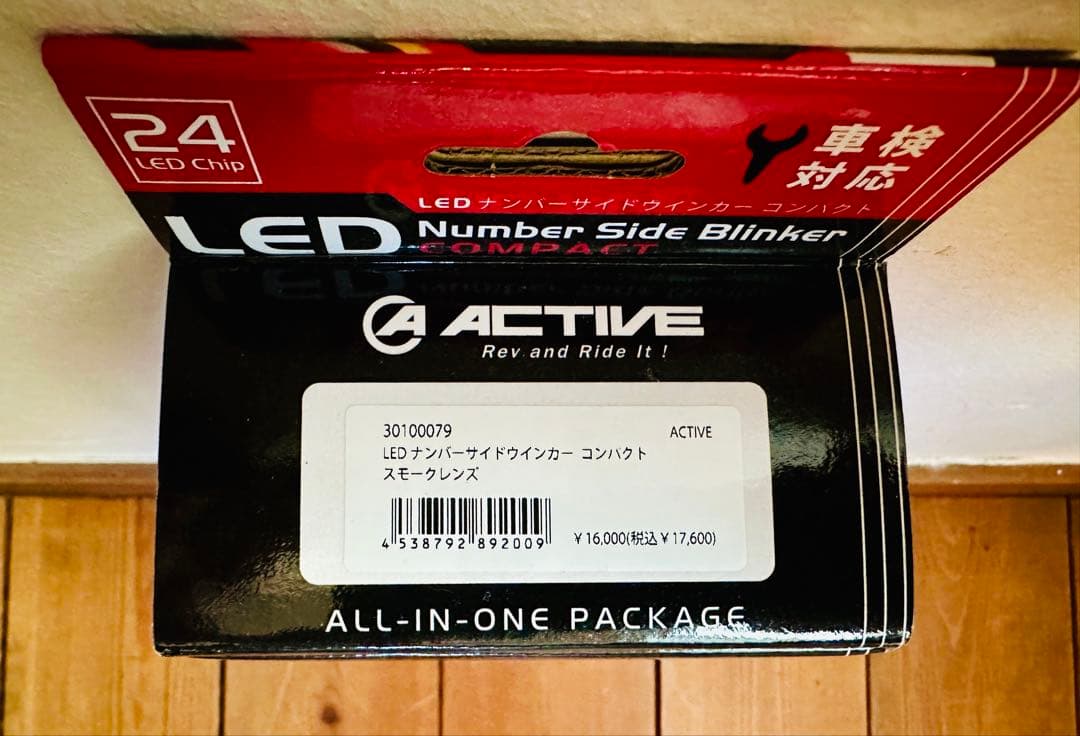 24
LED Chip
車検
対応
LED ナンバーサイドウインカー コンパクト
LED Number Side Blinker
COMPACT
A ACTIVE
Rev and Ride It !
30100079 ACTIVE
LED ナンバーサイドウインカー コンパクト
スモークレンズ
4 538792 892009 ¥16,000(税込¥17,600)
ALL-IN-ONE PACKAGE